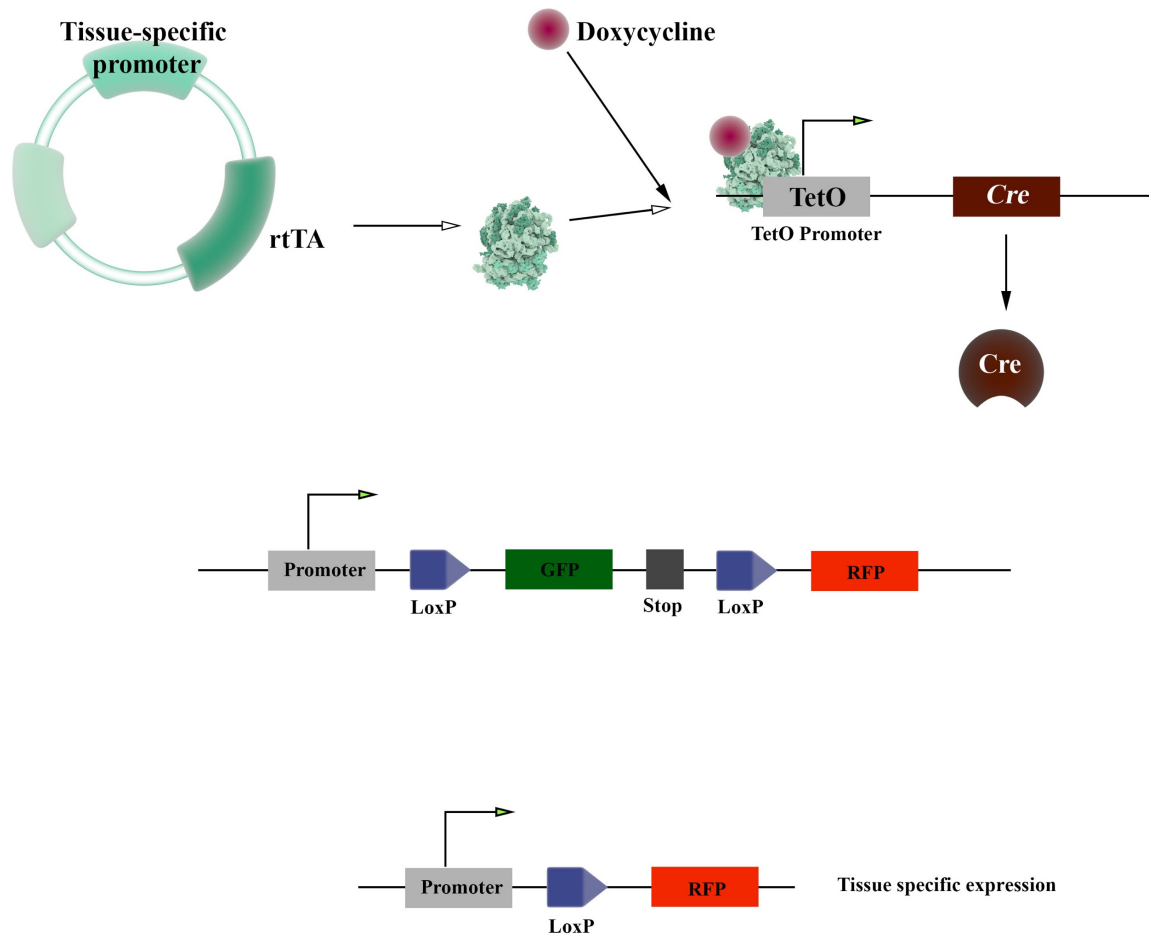 Tissue-specific
promoter
Doxycycline
rtTA
TetO
Cre
TetO Promoter
Cre
Promoter
GFP
RFP
LoxP
Stop
LoxP
Promoter
RFP
Tissue specific expression
LoxP